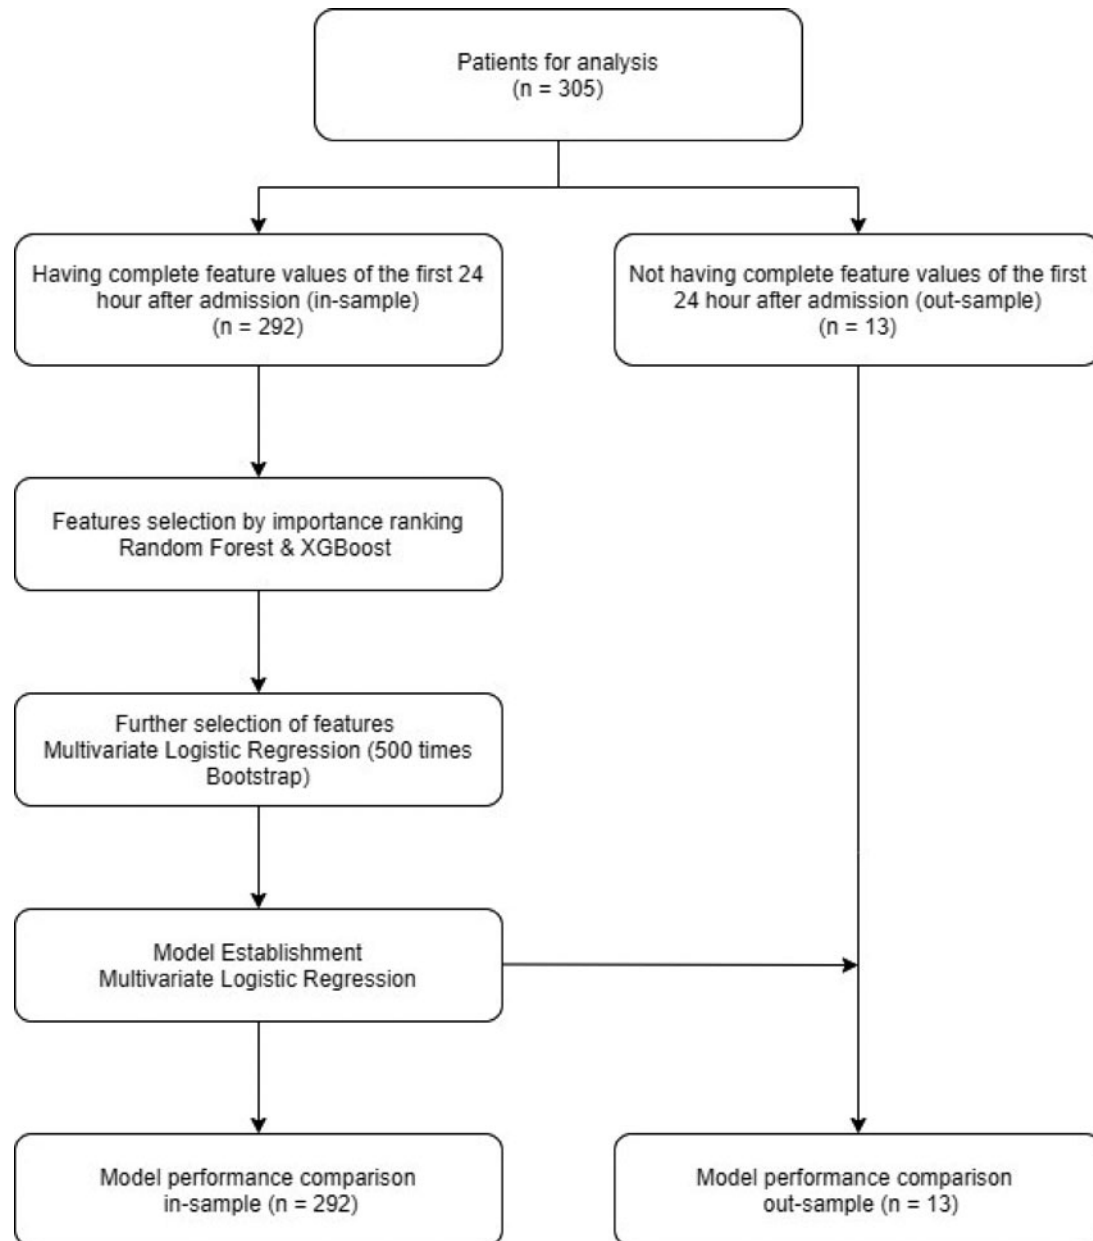 Patients for analysis
(n = 305)
Having complete feature values of the first 24
hour after admission (in-sample)
(n = 292)
Not having complete feature values of the first
24 hour after admission (out-sample)
(n = 13)
Features selection by importance ranking
Random Forest & XGBoost
Further selection of features
Multivariate Logistic Regression (500 times
Bootstrap)
Model Establishment
Multivariate Logistic Regression
Model performance comparison
in-sample (n = 292)
Model performance comparison
out-sample (n = 13)